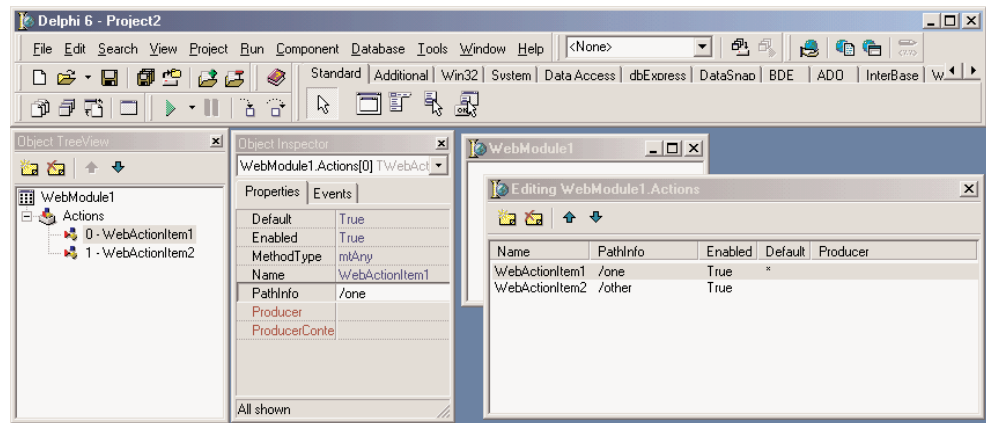 Delphi 6 - Project2
File Edit Search View Project Run Component Database Tools Window Help <None>
Standard Additional Win32 System Data Access dbExpress DataSnap BDE ADO InterBase W
Object TreeView
WebModule1
Actions
0 - WebActionItem1
1 - WebActionItem2
Object Inspector
WebModule1.Actions[0] TWebAct
Properties Events
Default True
Enabled True
MethodType mtAny
Name WebActionItem1
PathInfo /one
Producer
ProducerConte
All shown
WebModule1
Editing WebModule1.Actions
Name PathInfo Enabled Default Producer
WebActionItem1 /one True *
WebActionItem2 /other True